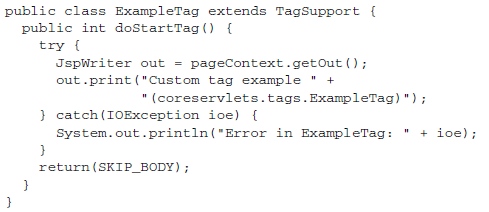 public class ExampleTag extends TagSupport {
  public int doStartTag() {
    try {
      JspWriter out = pageContext.getOut();
      out.print("Custom tag example " +
                "(coreservlets.tags.ExampleTag)");
    } catch(IOException ioe) {
      System.out.println("Error in ExampleTag: " + ioe);
    }
    return(SKIP_BODY);
  }
}